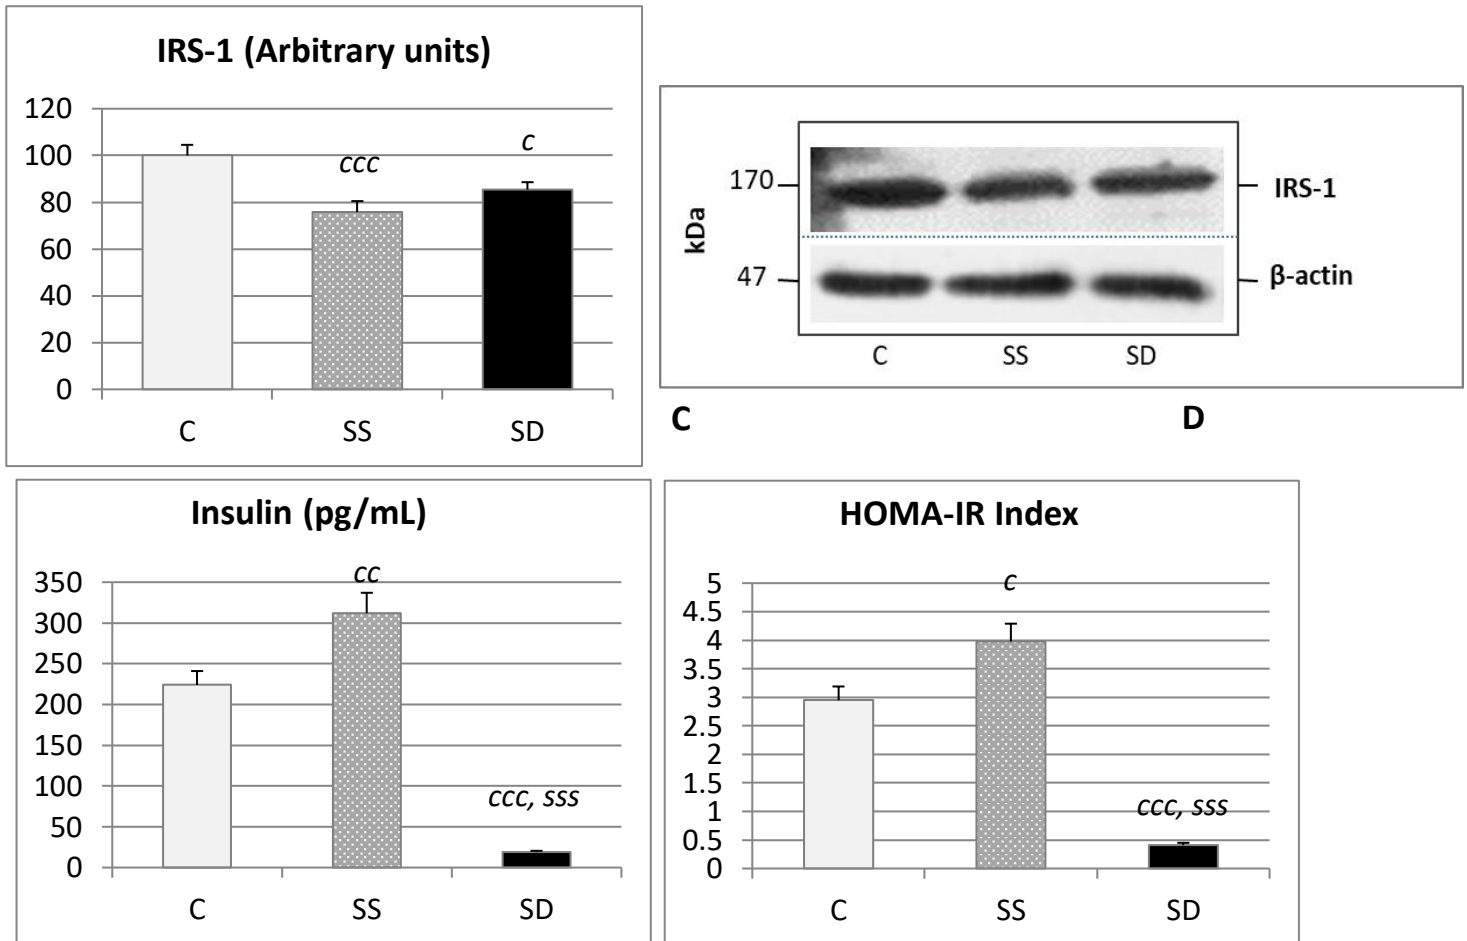 IRS-1 (Arbitrary units)
120
100
80
60
40
20
0
ccc
c
C SS SD
kDa
170
IRS-1
47
β-actin
C SS SD
C D
Insulin (pg/mL)
350
300
250
200
150
100
50
0
cc
ccc, sss
C SS SD
HOMA-IR Index
5
4.5
4
3.5
3
2.5
2
1.5
1
0.5
0
c
ccc, sss
C SS SD